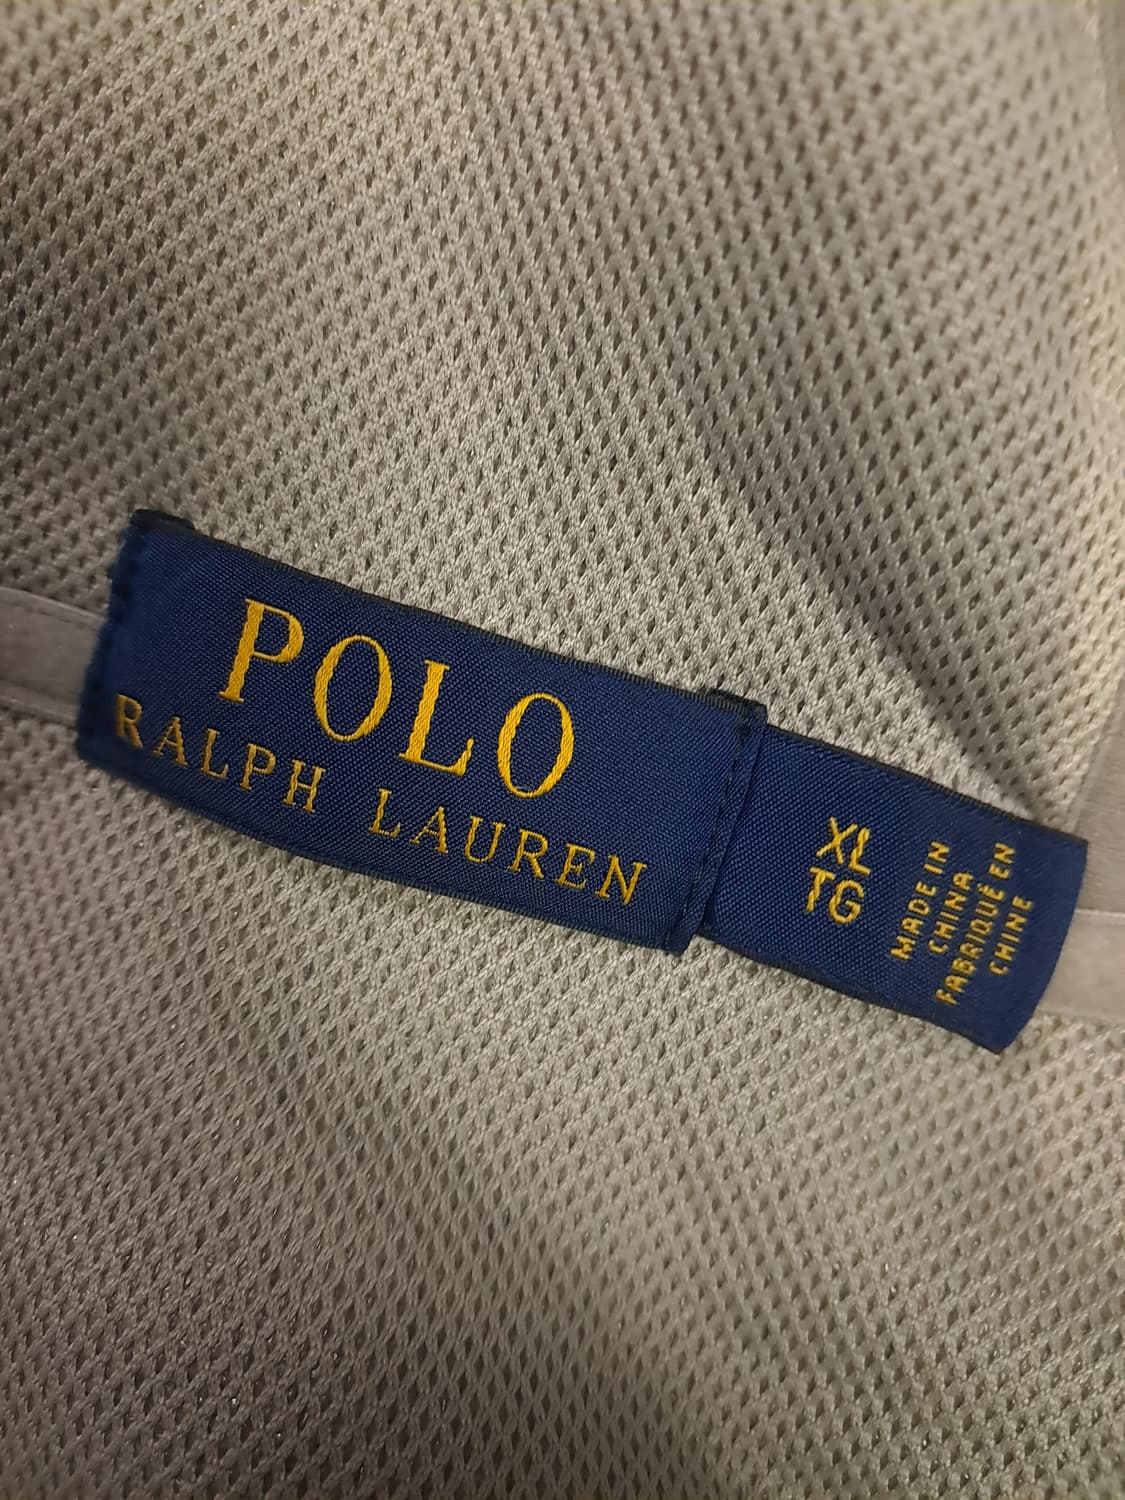 POLO
RALPH LAUREN
XL
TG
MADE IN
CHINA
FABRIQUÉ EN
CHINE